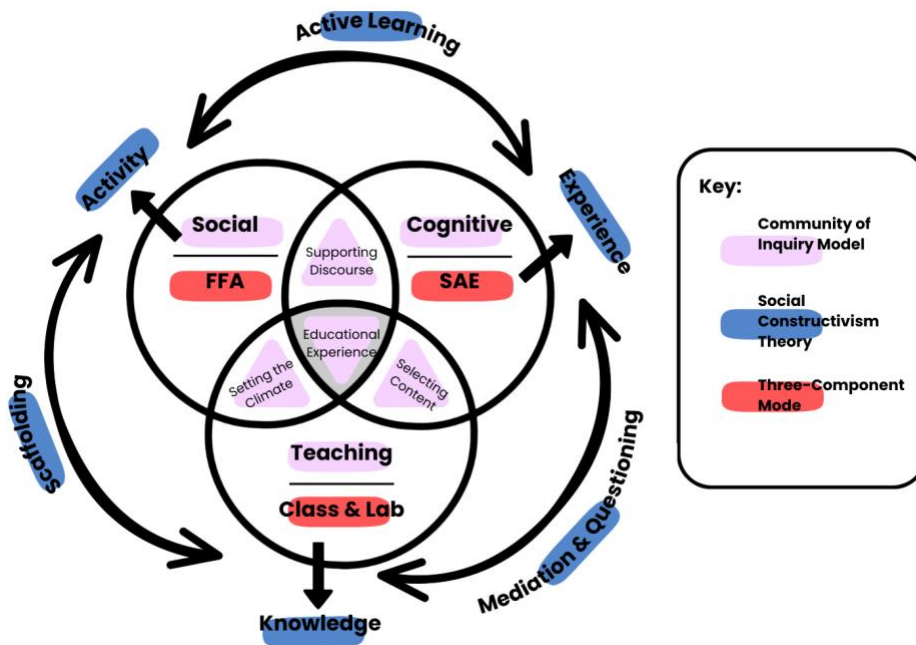 Active Learning
Activity
Experience
Social
FFA
Supporting
Discourse
Cognitive
SAE
Educational
Experience
Setting the
Climate
Selecting
Content
Teaching
Class & Lab
Scaffolding
Mediation & Questioning
Knowledge
Key:
Community of
Inquiry Model
Social
Constructivism
Theory
Three-Component
Mode